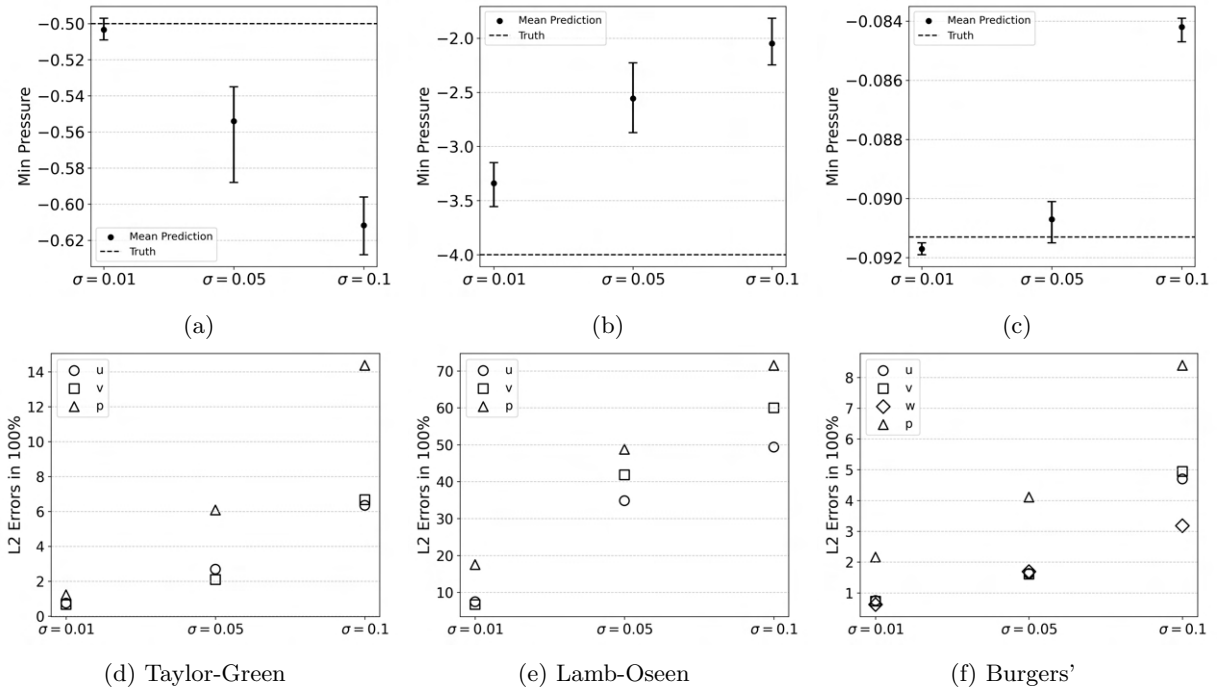 −0.50
−0.52
−0.54
−0.56
−0.58
−0.60
−0.62
Min Pressure
Mean Prediction
Truth
σ = 0.01
σ = 0.05
σ = 0.1
(a)
−2.0
−2.5
−3.0
−3.5
−4.0
Min Pressure
Mean Prediction
Truth
σ = 0.01
σ = 0.05
σ = 0.1
(b)
−0.084
−0.086
−0.088
−0.090
−0.092
Min Pressure
Mean Prediction
Truth
σ = 0.01
σ = 0.05
σ = 0.1
(c)
14
12
10
8
6
4
2
0
L2 Errors in 100%
u
v
p
σ = 0.01
σ = 0.05
σ = 0.1
(d) Taylor-Green
70
60
50
40
30
20
10
L2 Errors in 100%
u
v
p
σ = 0.01
σ = 0.05
σ = 0.1
(e) Lamb-Oseen
8
7
6
5
4
3
2
1
L2 Errors in 100%
u
v
w
p
σ = 0.01
σ = 0.05
σ = 0.1
(f) Burgers’